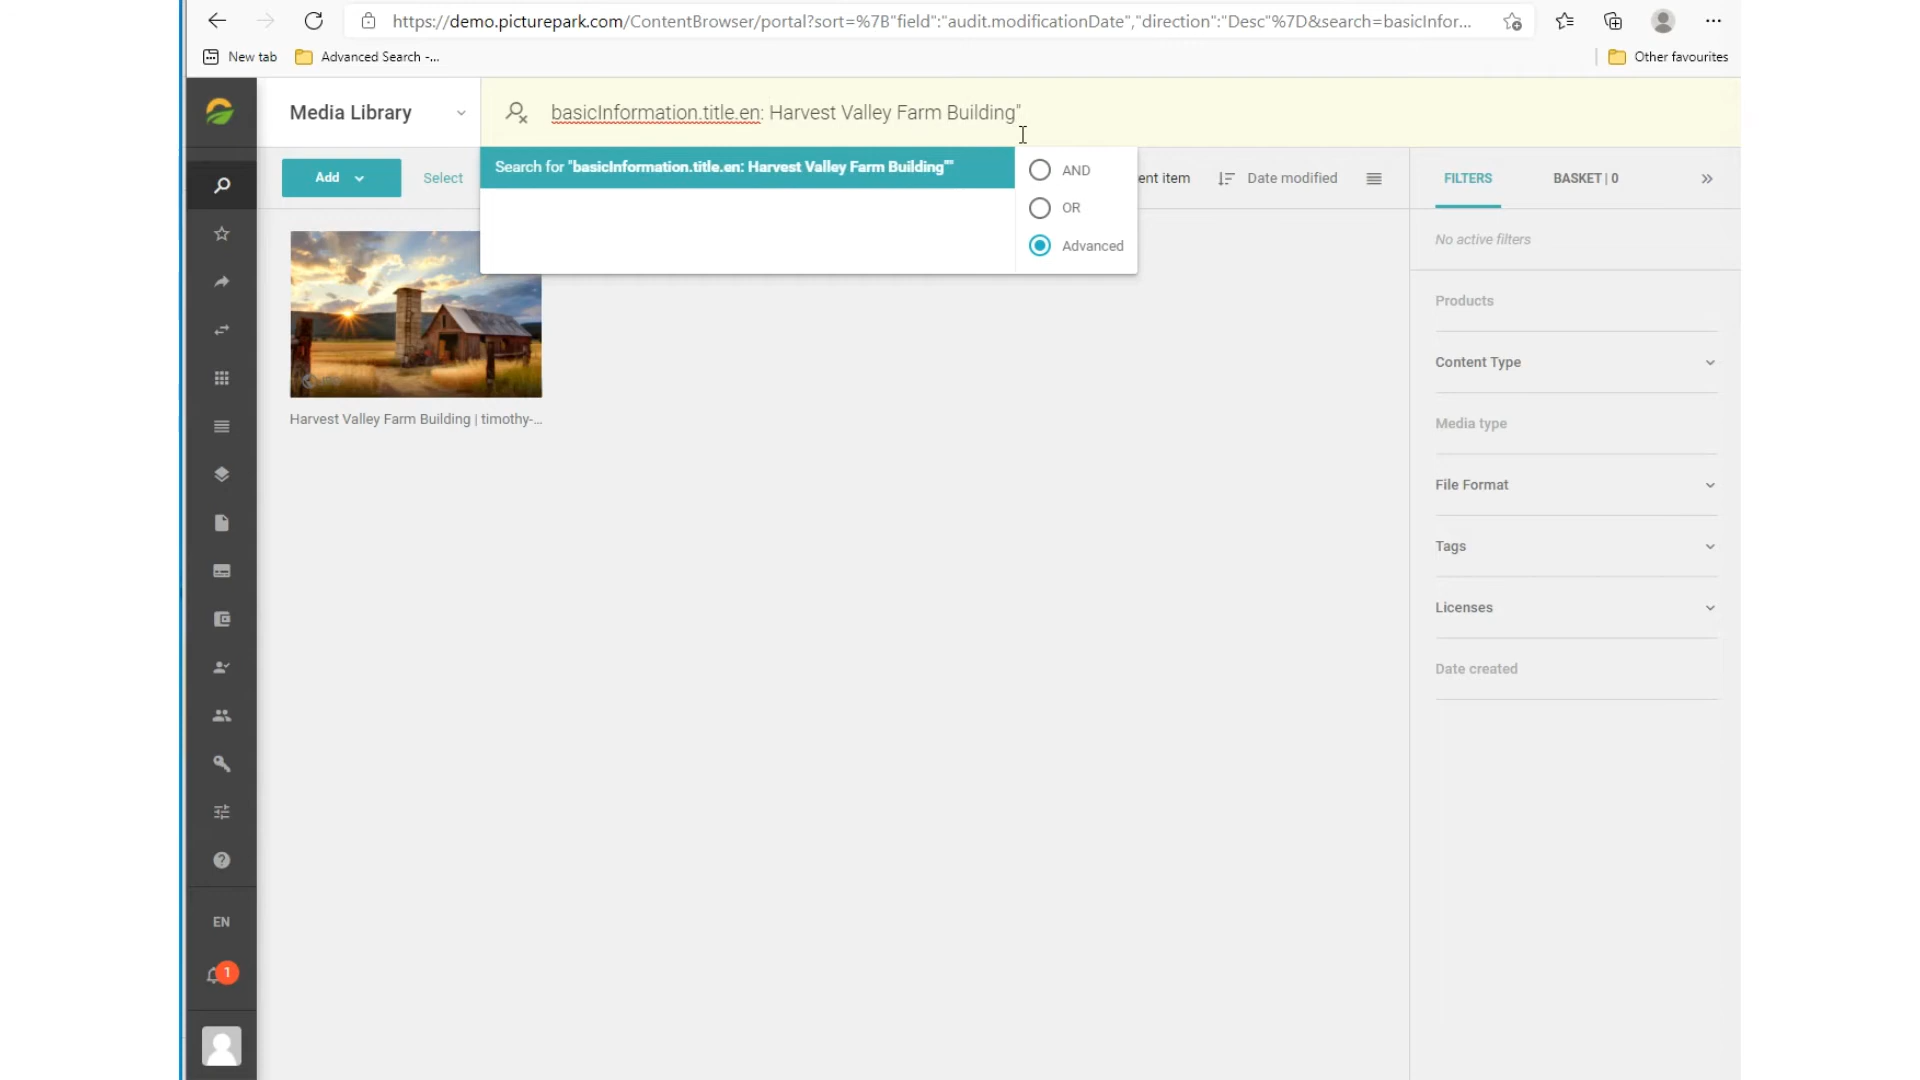 https://demo.picturepark.com/ContentBrowser/portal?sort=%7B"field":"audit.modificationDate","direction":"Desc"%7D&search=basicInfor...
New tab
Advanced Search -...
Other favourites
Media Library
basicInformation.title.en: Harvest Valley Farm Building"
Search for "basicInformation.title.en: Harvest Valley Farm Building""
AND
OR
Advanced
Add
Select
ent item
Date modified
FILTERS
BASKET | 0
No active filters
Products
Content Type
Media type
File Format
Tags
Licenses
Date created
Harvest Valley Farm Building | timothy-...
EN
1